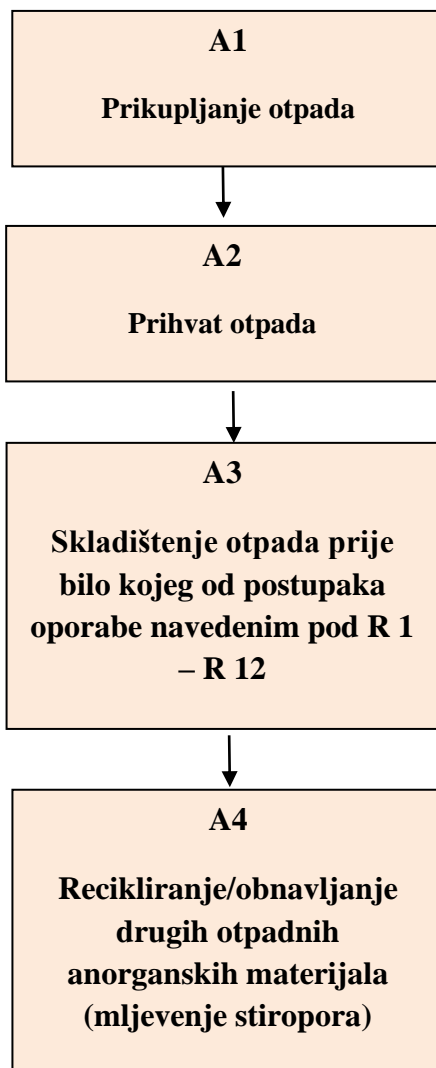 A1
Prikupljanje otpada
A2
Prihvat otpada
A3
Skladištenje otpada prije
bilo kojeg od postupaka
oporabe navedenim pod R 1
– R 12
A4
Recikliranje/obnavljanje
drugih otpadnih
anorganskih materijala
(mljevenje stiropora)